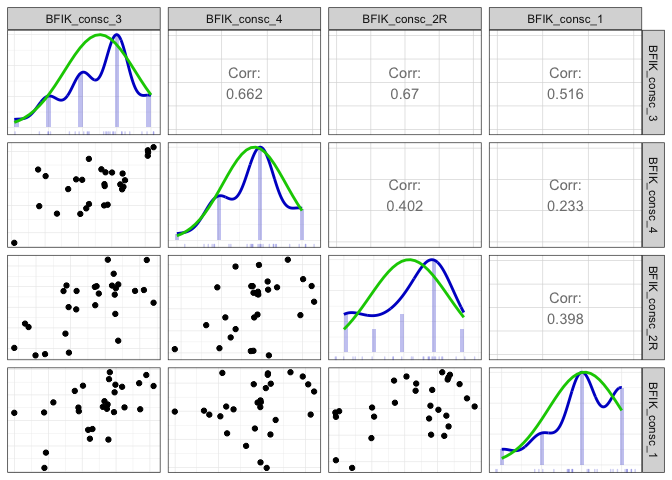 BFIK_consc_3
BFIK_consc_4
BFIK_consc_2R
BFIK_consc_1
Corr:
0.662
Corr:
0.67
Corr:
0.516
BFIK_consc_3
Corr:
0.402
Corr:
0.233
BFIK_consc_4
Corr:
0.398
BFIK_consc_2R
BFIK_consc_1